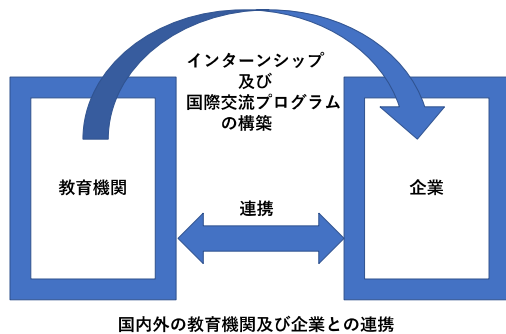 インターンシップ
及び
国際交流プログラム
の構築
教育機関
企業
連携
国内外の教育機関及び企業との連携